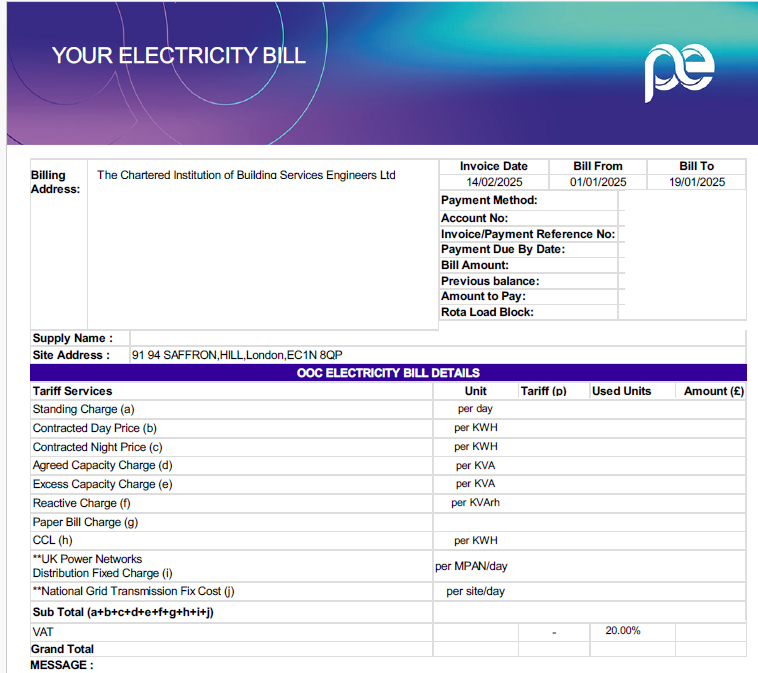 YOUR ELECTRICITY BILL
pe
Billing Address:
The Chartered Institution of Building Services Engineers Ltd
Invoice Date Bill From Bill To
14/02/2025 01/01/2025 19/01/2025
Payment Method:
Account No:
Invoice/Payment Reference No:
Payment Due By Date:
Bill Amount:
Previous balance:
Amount to Pay:
Rota Load Block:
Supply Name :
Site Address : 91 94 SAFFRON,HILL,London,EC1N 8QP
OOC ELECTRICITY BILL DETAILS
Tariff Services Unit Tariff (p) Used Units Amount (£)
Standing Charge (a) per day
Contracted Day Price (b) per KWH
Contracted Night Price (c) per KWH
Agreed Capacity Charge (d) per KVA
Excess Capacity Charge (e) per KVA
Reactive Charge (f) per KVArh
Paper Bill Charge (g)
CCL (h) per KWH
**UK Power Networks
Distribution Fixed Charge (i) per MPAN/day
**National Grid Transmission Fix Cost (j) per site/day
Sub Total (a+b+c+d+e+f+g+h+i+j)
VAT - 20.00%
Grand Total
MESSAGE :